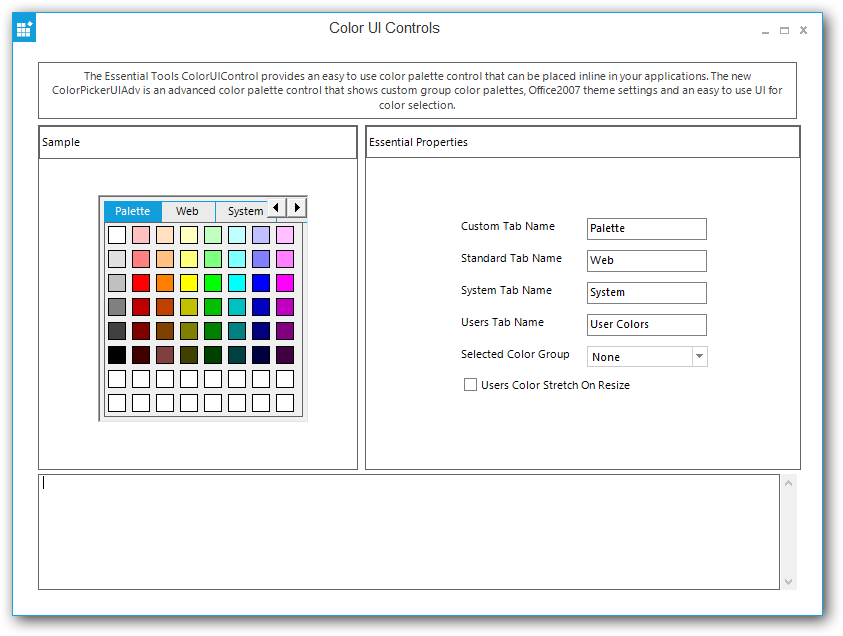 Color UI Controls
The Essential Tools ColorUIControl provides an easy to use color palette control that can be placed inline in your applications. The new
ColorPickerUIAdv is an advanced color palette control that shows custom group color palettes, Office2007 theme settings and an easy to use UI for
color selection.
Sample
Essential Properties
Palette Web System
Custom Tab Name Palette
Standard Tab Name Web
System Tab Name System
Users Tab Name User Colors
Selected Color Group None
Users Color Stretch On Resize